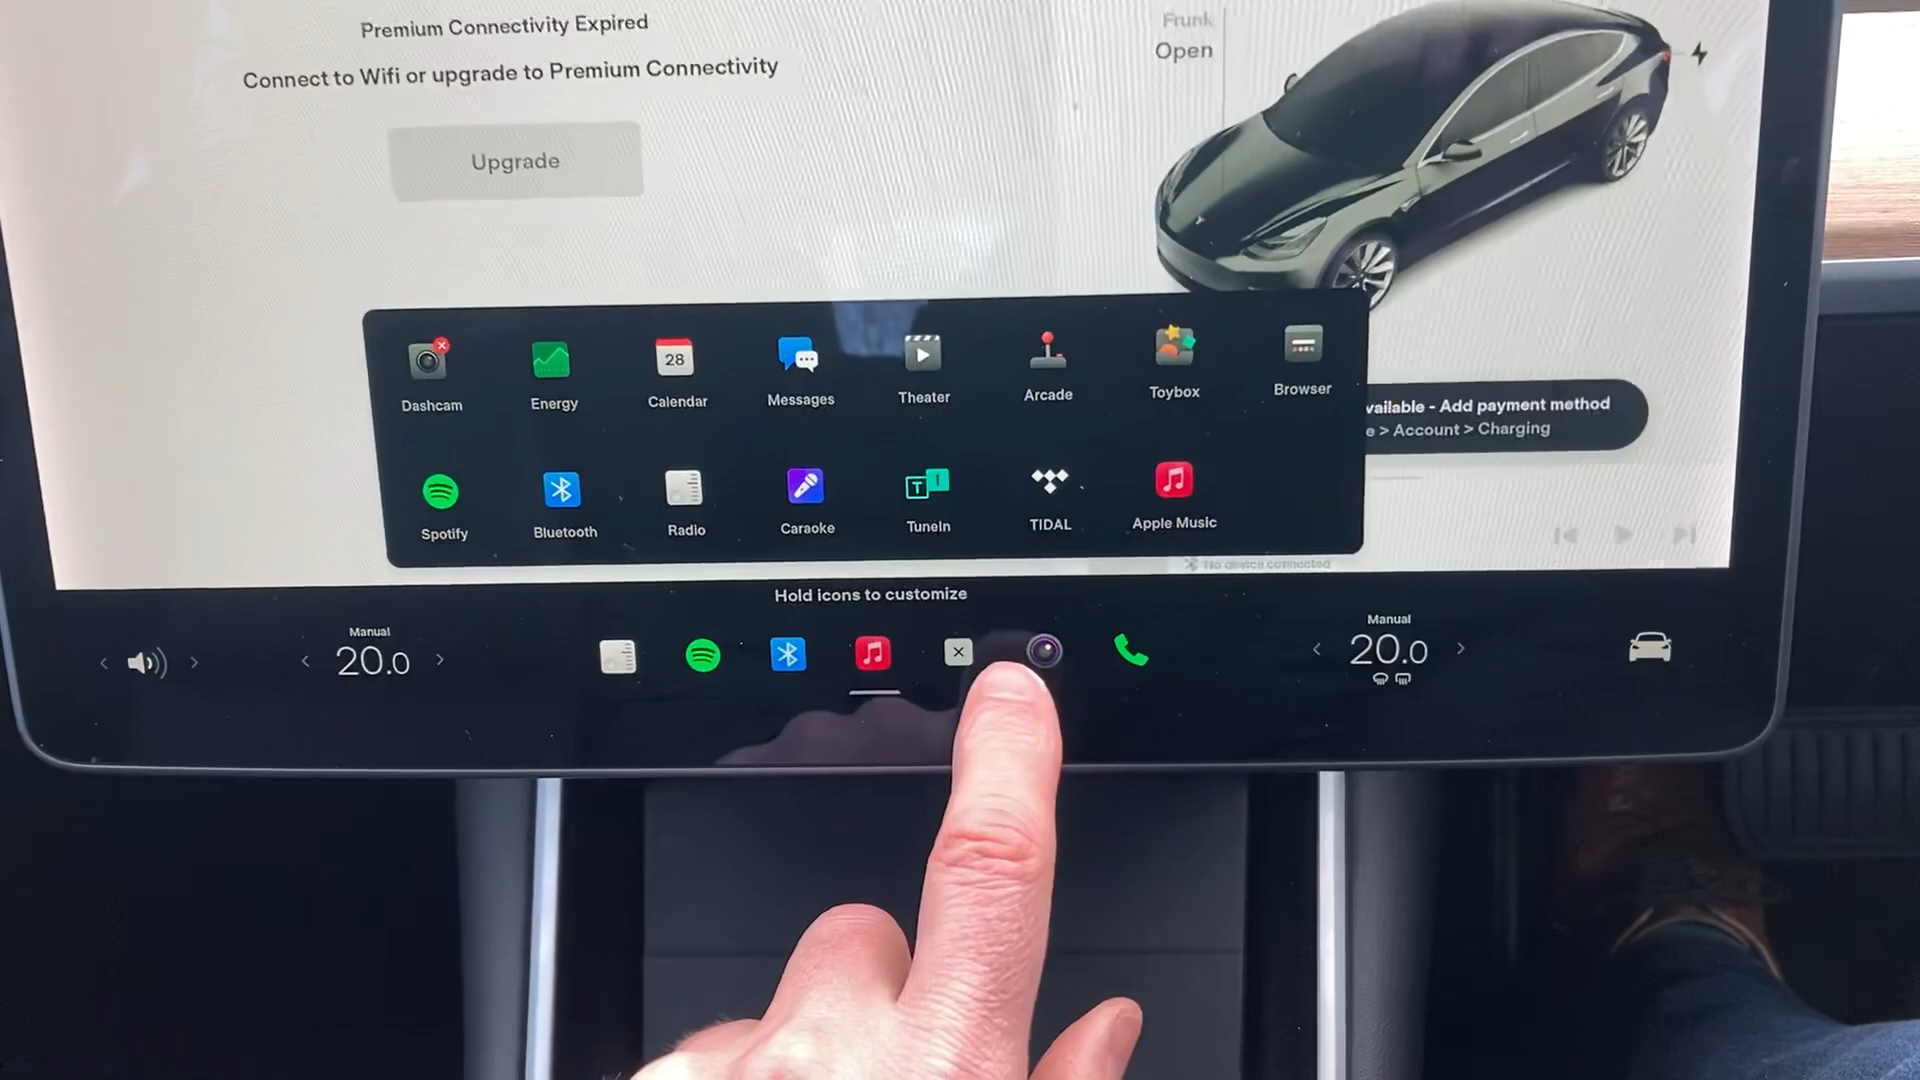 Premium Connectivity Expired
Connect to Wifi or upgrade to Premium Connectivity
Upgrade
Frunk
Open
Dashcam
Energy
28
Calendar
Messages
Theater
Arcade
Toybox
Browser
Spotify
Bluetooth
Radio
Caraoke
T I
TuneIn
TIDAL
Apple Music
vailable - Add payment method
e > Account > Charging
No device connected
Hold icons to customize
Manual
20.0
Manual
20.0